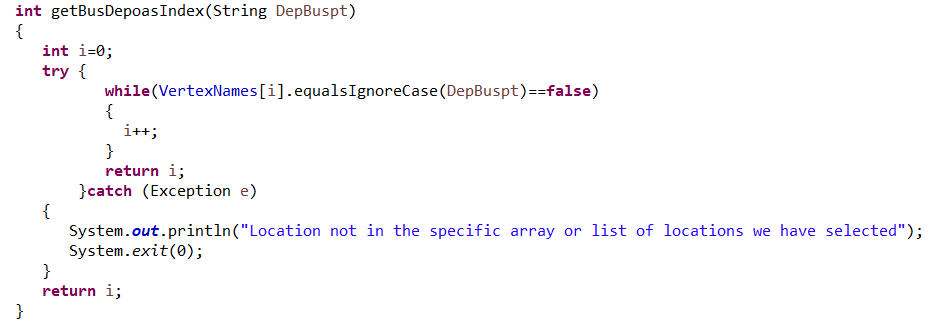 int getBusDepoasIndex(String DepBuspt)
{
int i=0;
try {
while(VertexNames[i].equalsIgnoreCase(DepBuspt)==false)
{
i++;
}
return i;
}catch (Exception e)
{
System.out.println("Location not in the specific array or list of locations we have selected");
System.exit(0);
}
return i;
}